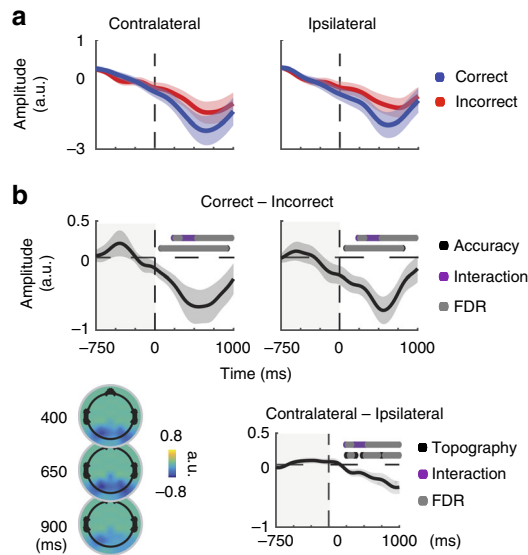 a
Contralateral
Ipsilateral
1
0
−3
Amplitude
(a.u.)
Correct
Incorrect
b
Correct – Incorrect
0.5
0
−1
Amplitude
(a.u.)
Accuracy
Interaction
FDR
−750
0
1000
−750
0
1000
Time (ms)
400
650
900
(ms)
0.8
a.u.
−0.8
Contralateral – Ipsilateral
0.5
0
−1
Topography
Interaction
FDR
−750
0
1000
(ms)